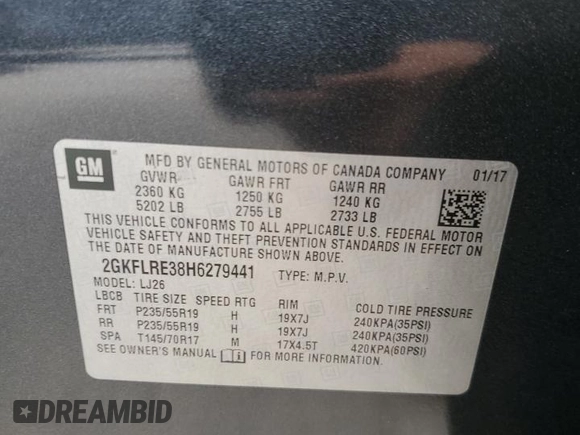 GM
MFD BY GENERAL MOTORS OF CANADA COMPANY 01/17
GVWR GAWR FRT GAWR RR
2360 KG 1250 KG 1240 KG
5202 LB 2755 LB 2733 LB
THIS VEHICLE CONFORMS TO ALL APPLICABLE U.S. FEDERAL MOTOR
VEHICLE SAFETY AND THEFT PREVENTION STANDARDS IN EFFECT ON
THE DATE OF MANUFACTURE SHOWN ABOVE.
2GKFLRE38H6279441 TYPE: M.P.V.
MODEL: LJ26
LBCB TIRE SIZE SPEED RTG RIM COLD TIRE PRESSURE
FRT P235/55R19 H 19X7J 240KPA(35PSI)
RR P235/55R19 H 19X7J 240KPA(35PSI)
SPA T145/70R17 M 17X4.5T 420KPA(60PSI)
SEE OWNER'S MANUAL FOR MORE INFORMATION.
DREAMBID